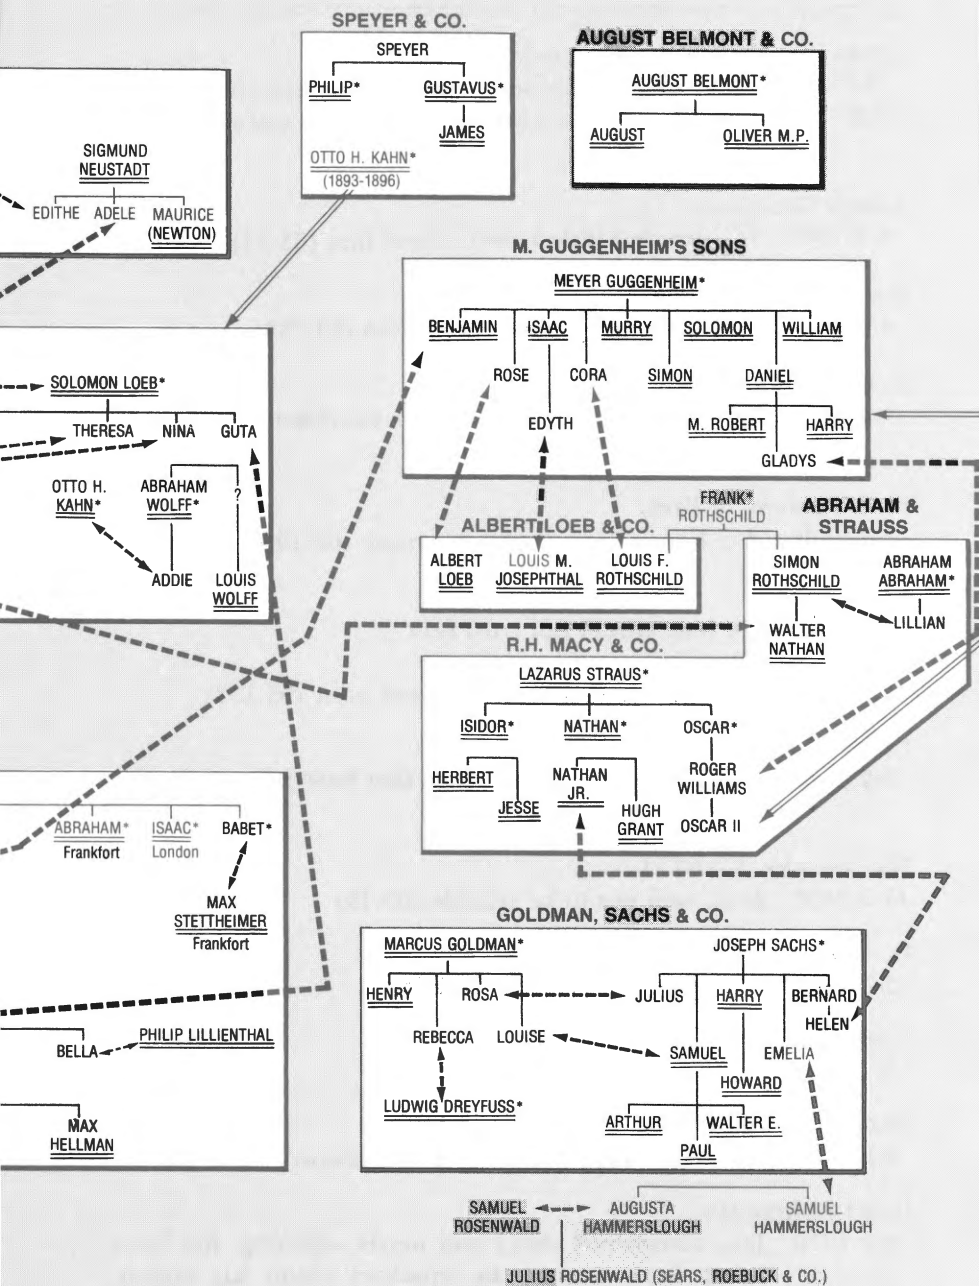 SPEYER & CO.
SPEYER
PHILIP* GUSTAVUS*
JAMES
OTTO H. KAHN*
(1893-1896)
AUGUST BELMONT & CO.
AUGUST BELMONT*
AUGUST OLIVER M.P.
SIGMUND
NEUSTADT
EDITHE ADELE MAURICE
(NEWTON)
M. GUGGENHEIM'S SONS
MEYER GUGGENHEIM*
BENJAMIN ISAAC MURRY SOLOMON WILLIAM
ROSE CORA SIMON DANIEL
EDYTH M. ROBERT HARRY
GLADYS
SOLOMON LOEB*
THERESA NINA GUTA
OTTO H.
KAHN*
ABRAHAM
WOLFF*
?
ADDIE
LOUIS
WOLFF
FRANK*
ROTHSCHILD
ALBERT LOEB & CO.
ALBERT
LOEB
LOUIS M.
JOSEPHTHAL
LOUIS F.
ROTHSCHILD
ABRAHAM &
STRAUSS
SIMON
ROTHSCHILD
ABRAHAM
ABRAHAM*
LILLIAN
WALTER
NATHAN
R.H. MACY & CO.
LAZARUS STRAUS*
ISIDOR* NATHAN* OSCAR*
HERBERT
JESSE
NATHAN
JR.
HUGH
GRANT
ROGER
WILLIAMS
OSCAR II
ABRAHAM*
Frankfort
ISAAC*
London
BABET*
MAX
STETTHEIMER
Frankfort
BELLA PHILIP LILLIENTHAL
MAX
HELLMAN
GOLDMAN, SACHS & CO.
MARCUS GOLDMAN* JOSEPH SACHS*
HENRY ROSA JULIUS HARRY BERNARD
HELEN
REBECCA LOUISE SAMUEL EMELIA
HOWARD
LUDWIG DREYFUSS*
ARTHUR WALTER E.
PAUL
SAMUEL
ROSENWALD
AUGUSTA
HAMMERSLOUGH
SAMUEL
HAMMERSLOUGH
JULIUS ROSENWALD (SEARS, ROEBUCK & CO.)